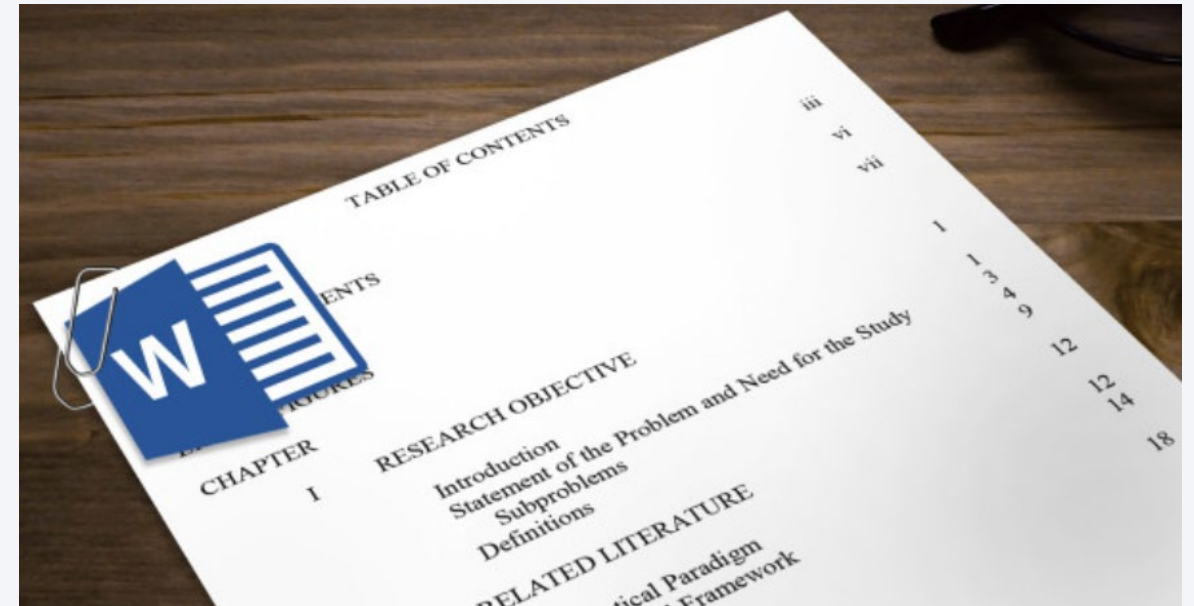 TABLE OF CONTENTS
ENTS iii
vi
vii
CHAPTER
I RESEARCH OBJECTIVE 1
Introduction 1
Statement of the Problem and Need for the Study 3
Subproblems 4
Definitions 9
RELATED LITERATURE 12
Paradigm 12
Framework 14
18
W